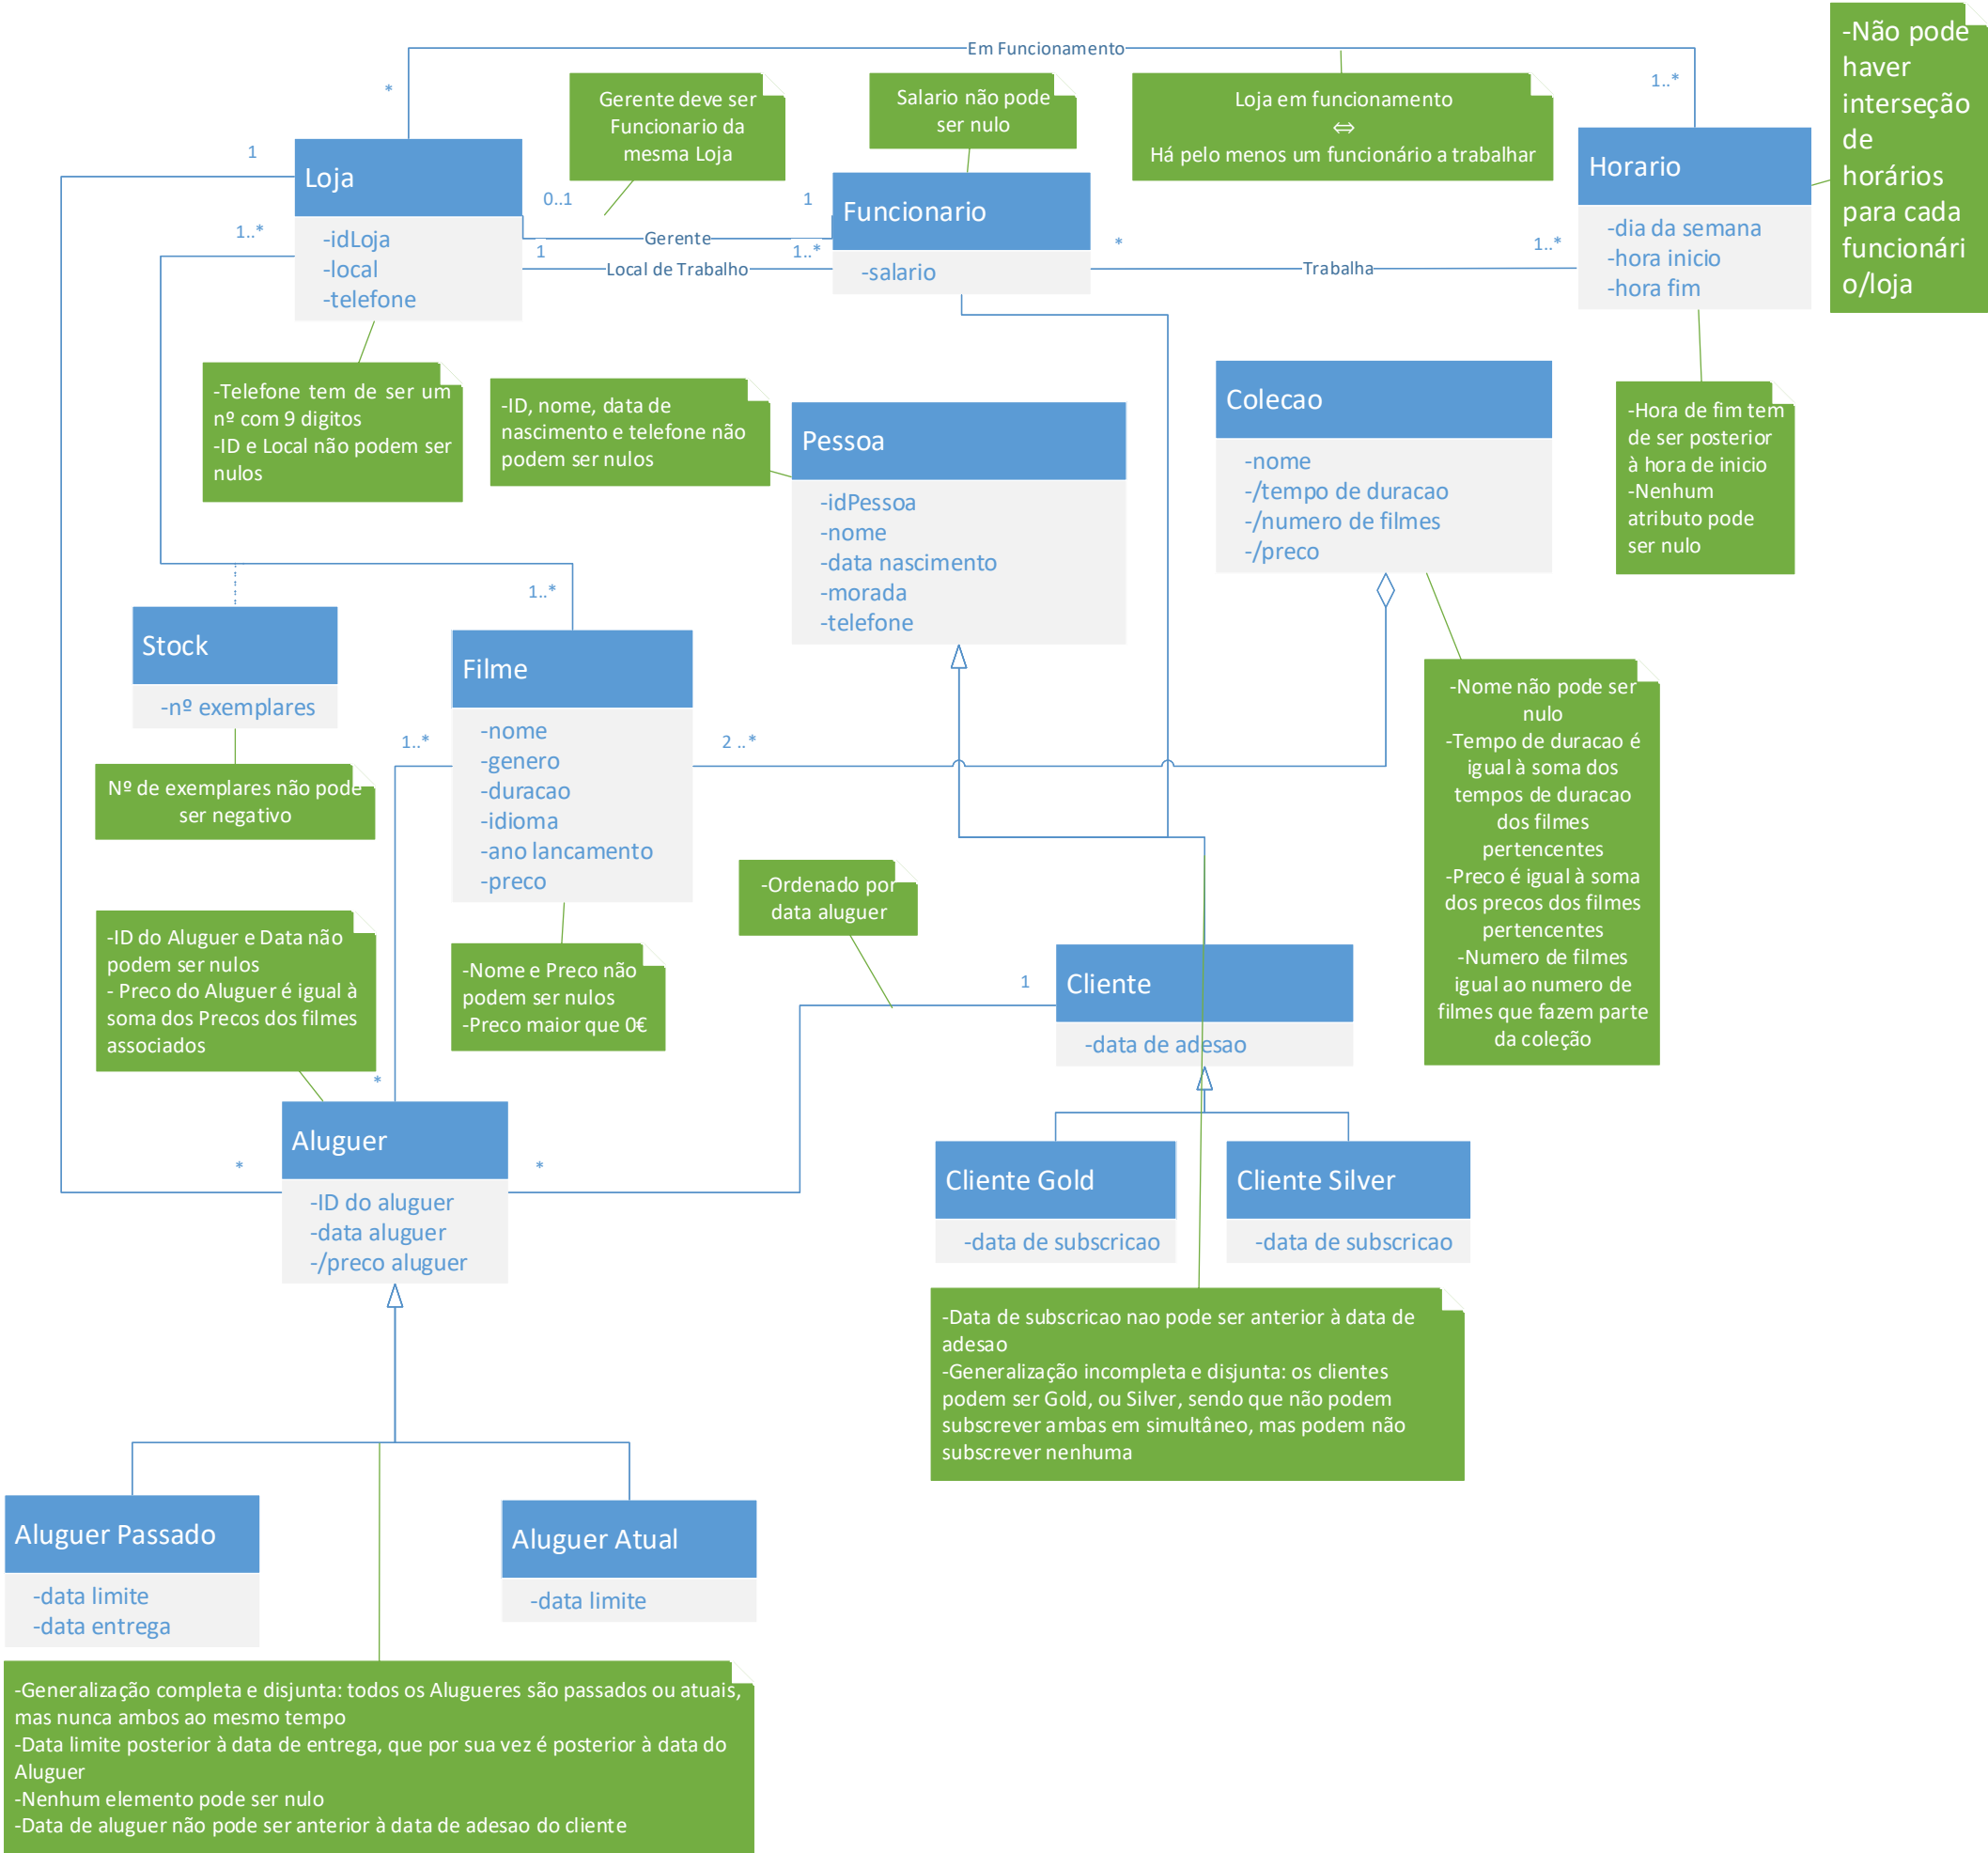 Em Funcionamento
*
1..*
Gerente deve ser
Funcionario da
mesma Loja
Salario não pode
ser nulo
Loja em funcionamento
⇔
Há pelo menos um funcionário a trabalhar
-Não pode
haver
interseção
de
horários
para cada
funcionári
o/loja
1
Loja
-idLoja
-local
-telefone
1..*
0..1
1
Gerente
1
1..*
Local de Trabalho
Funcionario
-salario
*
1..*
Trabalha
Horario
-dia da semana
-hora inicio
-hora fim
-Telefone tem de ser um
nº com 9 digitos
-ID e Local não podem ser
nulos
-ID, nome, data de
nascimento e telefone não
podem ser nulos
Pessoa
-idPessoa
-nome
-data nascimento
-morada
-telefone
Colecao
-nome
-/tempo de duracao
-/numero de filmes
-/preco
-Hora de fim tem
de ser posterior
à hora de inicio
-Nenhum
atributo pode
ser nulo
1..*
Stock
-nº exemplares
Filme
-nome
-genero
-duracao
-idioma
-ano lancamento
-preco
1..*
2 ..*
Nº de exemplares não pode
ser negativo
-Nome não pode ser
nulo
-Tempo de duracao é
igual à soma dos
tempos de duracao
dos filmes
pertencentes
-Preco é igual à soma
dos precos dos filmes
pertencentes
-Numero de filmes
igual ao numero de
filmes que fazem parte
da coleção
-Ordenado por
data aluguer
-ID do Aluguer e Data não
podem ser nulos
- Preco do Aluguer é igual à
soma dos Precos dos filmes
associados
-Nome e Preco não
podem ser nulos
-Preco maior que 0€
1
Cliente
-data de adesao
*
Aluguer
-ID do aluguer
-data aluguer
-/preco aluguer
*
*
Cliente Gold
-data de subscricao
Cliente Silver
-data de subscricao
-Data de subscricao nao pode ser anterior à data de
adesao
-Generalização incompleta e disjunta: os clientes
podem ser Gold, ou Silver, sendo que não podem
subscrever ambas em simultâneo, mas podem não
subscrever nenhuma
Aluguer Passado
-data limite
-data entrega
Aluguer Atual
-data limite
-Generalização completa e disjunta: todos os Alugueres são passados ou atuais,
mas nunca ambos ao mesmo tempo
-Data limite posterior à data de entrega, que por sua vez é posterior à data do
Aluguer
-Nenhum elemento pode ser nulo
-Data de aluguer não pode ser anterior à data de adesao do cliente